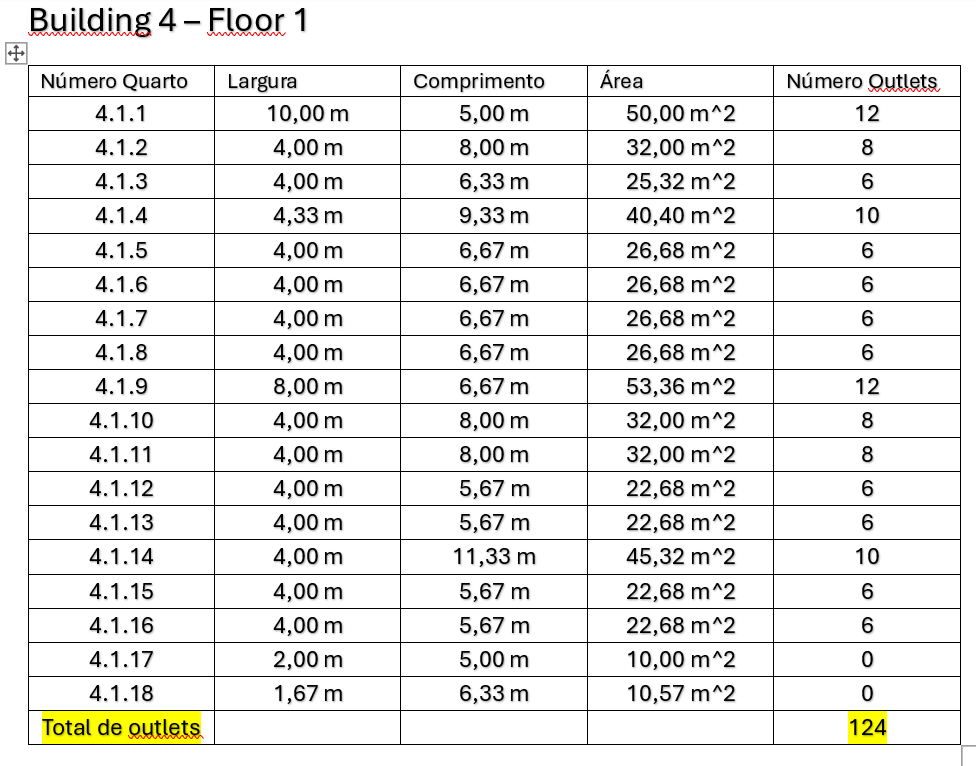 Building 4 – Floor 1
Número Quarto Largura Comprimento Área Número Outlets
4.1.1 10,00 m 5,00 m 50,00 m^2 12
4.1.2 4,00 m 8,00 m 32,00 m^2 8
4.1.3 4,00 m 6,33 m 25,32 m^2 6
4.1.4 4,33 m 9,33 m 40,40 m^2 10
4.1.5 4,00 m 6,67 m 26,68 m^2 6
4.1.6 4,00 m 6,67 m 26,68 m^2 6
4.1.7 4,00 m 6,67 m 26,68 m^2 6
4.1.8 4,00 m 6,67 m 26,68 m^2 6
4.1.9 8,00 m 6,67 m 53,36 m^2 12
4.1.10 4,00 m 8,00 m 32,00 m^2 8
4.1.11 4,00 m 8,00 m 32,00 m^2 8
4.1.12 4,00 m 5,67 m 22,68 m^2 6
4.1.13 4,00 m 5,67 m 22,68 m^2 6
4.1.14 4,00 m 11,33 m 45,32 m^2 10
4.1.15 4,00 m 5,67 m 22,68 m^2 6
4.1.16 4,00 m 5,67 m 22,68 m^2 6
4.1.17 2,00 m 5,00 m 10,00 m^2 0
4.1.18 1,67 m 6,33 m 10,57 m^2 0
Total de outlets 124